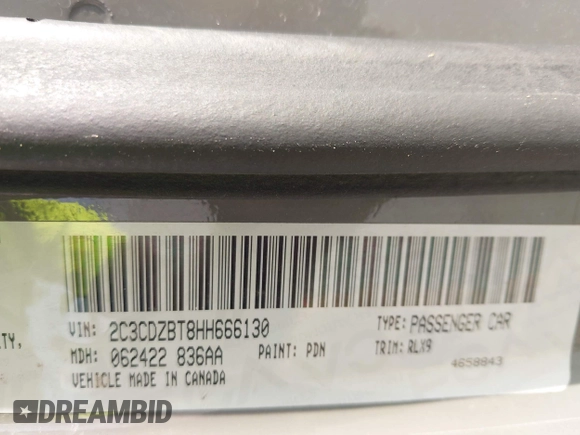 VIN: 2C3CDZBT8HH666130 TYPE: PASSENGER CAR
MDH: 062422 836AA PAINT: PDN TRIM: RLX9
VEHICLE MADE IN CANADA 4658843
DREAMBID